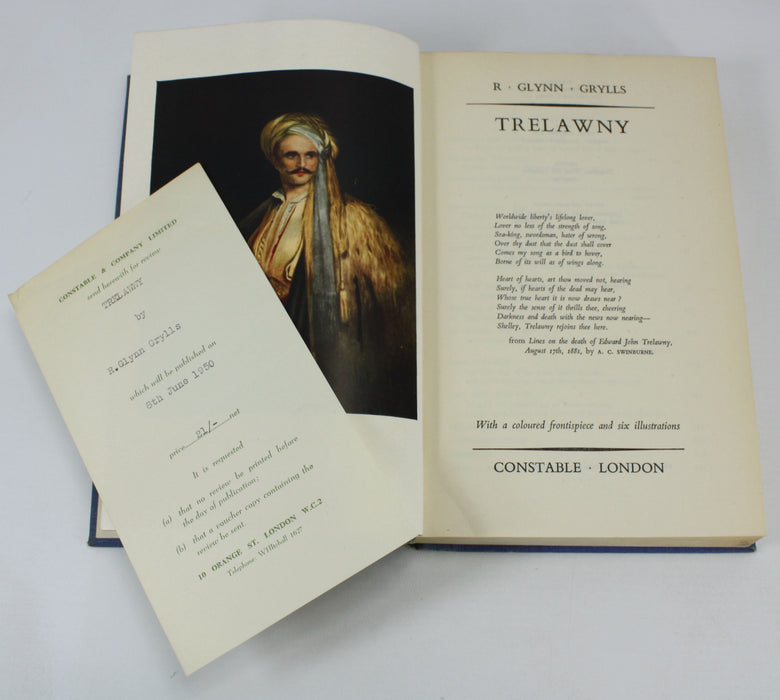 CONSTABLE & COMPANY LIMITED
send herewith for review
TRELAWNY
by
R.Glynn Grylls
which will be published on
8th June 1950
price 21/- net
It is requested
(a) that no review be printed before
the day of publication;
(b) that a voucher copy containing the
review be sent.
10 ORANGE ST. LONDON W.C.2
Telephone: WHItehall 1627
R · GLYNN · GRYLLS
TRELAWNY
Worldwide liberty's lifelong lover,
Lover no less of the strength of song,
Sea-king, swordsman, hater of wrong,
Over thy dust that the dust shall cover
Comes my song as a bird to hover,
Borne of its will as of wings along.
Heart of hearts, art thou moved not, hearing
Surely, if hearts of the dead may hear,
Whose true heart it is now draws near?
Surely the sense of it thrills thee, cheering
Darkness and death with the news now nearing—
Shelley, Trelawny rejoins thee here.
from Lines on the death of Edward John Trelawny,
August 17th, 1881, by A. C. SWINBURNE.
With a coloured frontispiece and six illustrations
CONSTABLE · LONDON